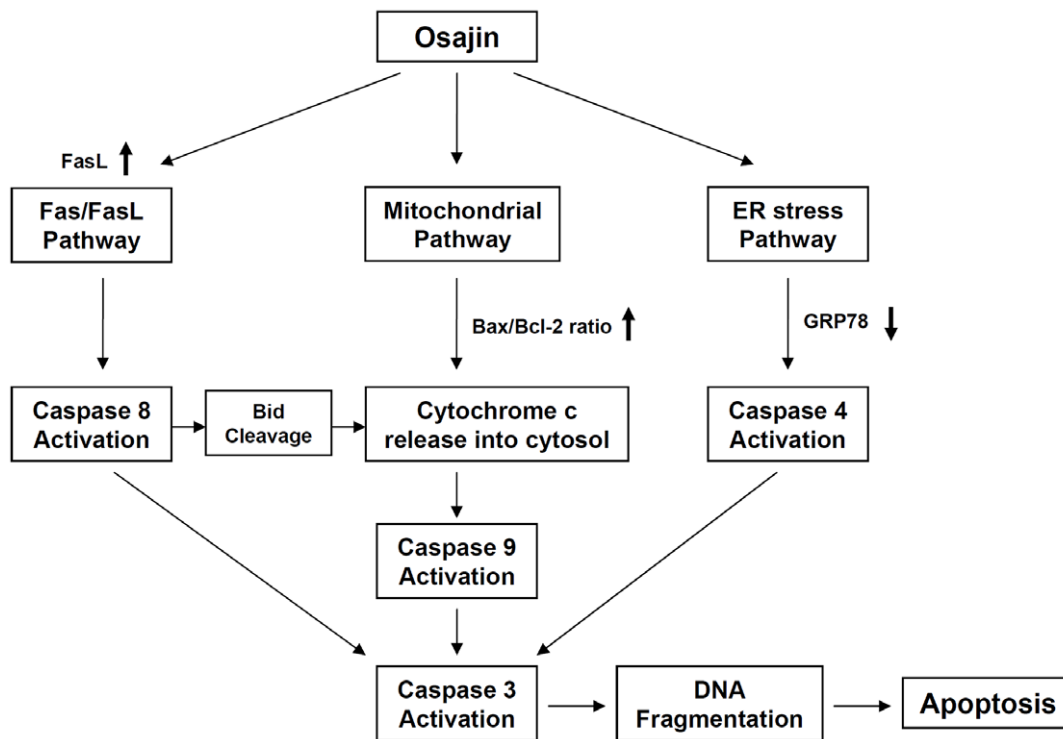 Osajin
FasL
Fas/FasL
Pathway
Mitochondrial
Pathway
ER stress
Pathway
Bax/Bcl-2 ratio
GRP78
Caspase 8
Activation
Bid
Cleavage
Cytochrome c
release into cytosol
Caspase 4
Activation
Caspase 9
Activation
Caspase 3
Activation
DNA
Fragmentation
Apoptosis